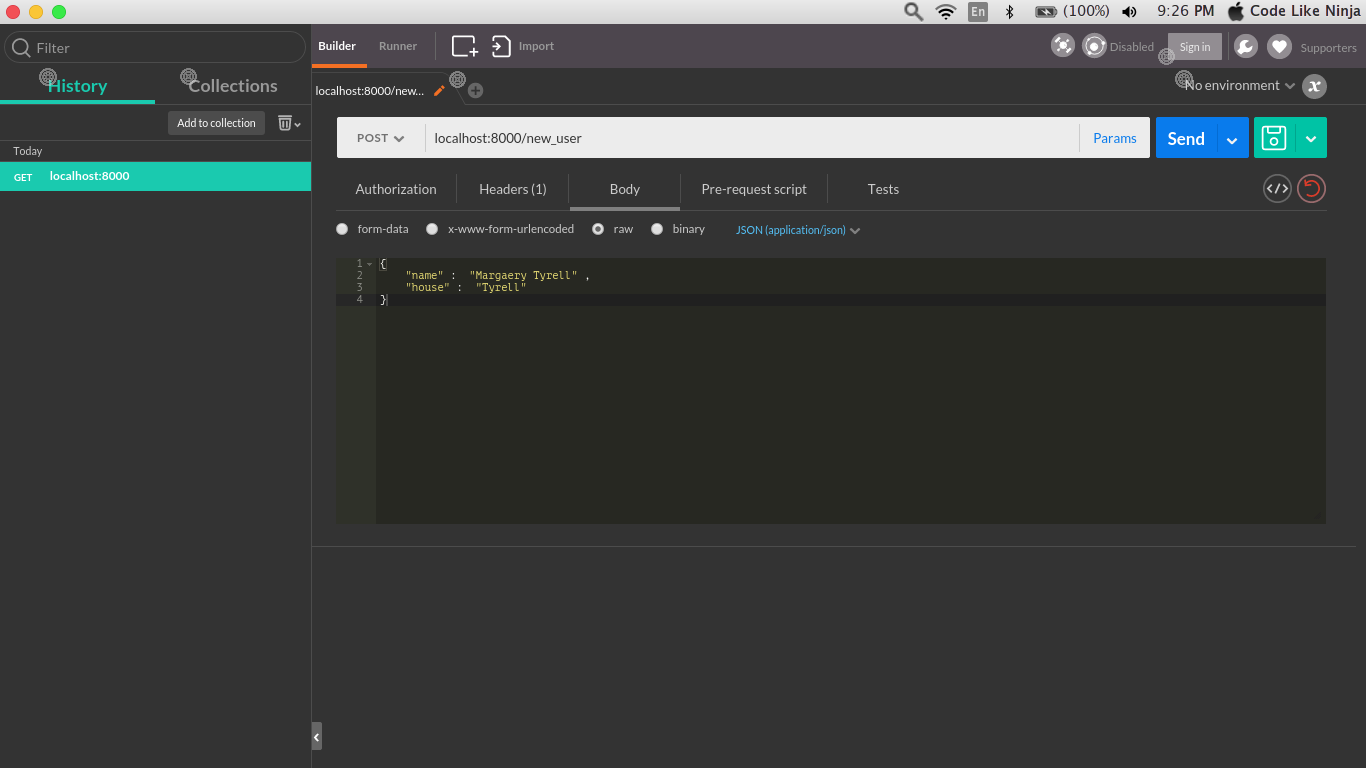 En (100%) 9:26 PM Code Like Ninja
Filter
Builder Runner Import Disabled Sign in Supporters
History Collections
localhost:8000/new... No environment x
Add to collection
Today
GET localhost:8000
POST localhost:8000/new_user Params Send
Authorization Headers (1) Body Pre-request script Tests
form-data x-www-form-urlencoded raw binary JSON (application/json)
1 {
2 "name" : "Margaery Tyrell" ,
3 "house" : "Tyrell"
4 }